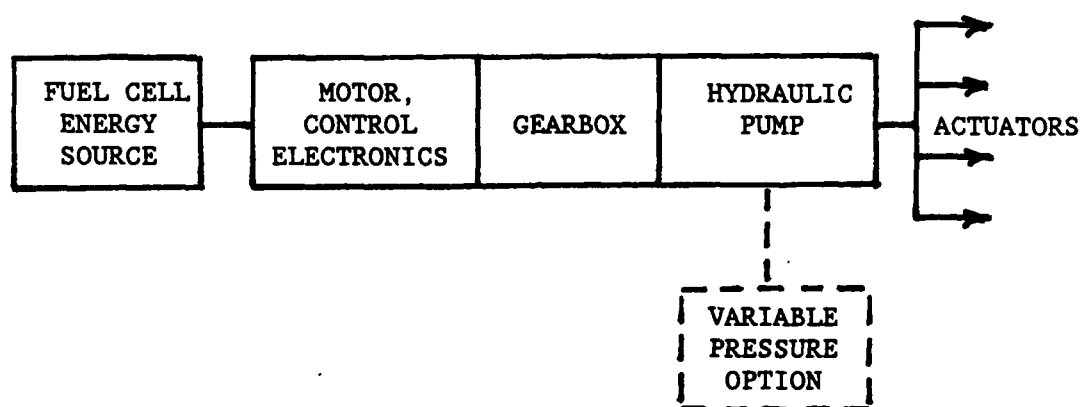 FUEL CELL
ENERGY
SOURCE
MOTOR,
CONTROL
ELECTRONICS
GEARBOX
HYDRAULIC
PUMP
ACTUATORS
VARIABLE
PRESSURE
OPTION